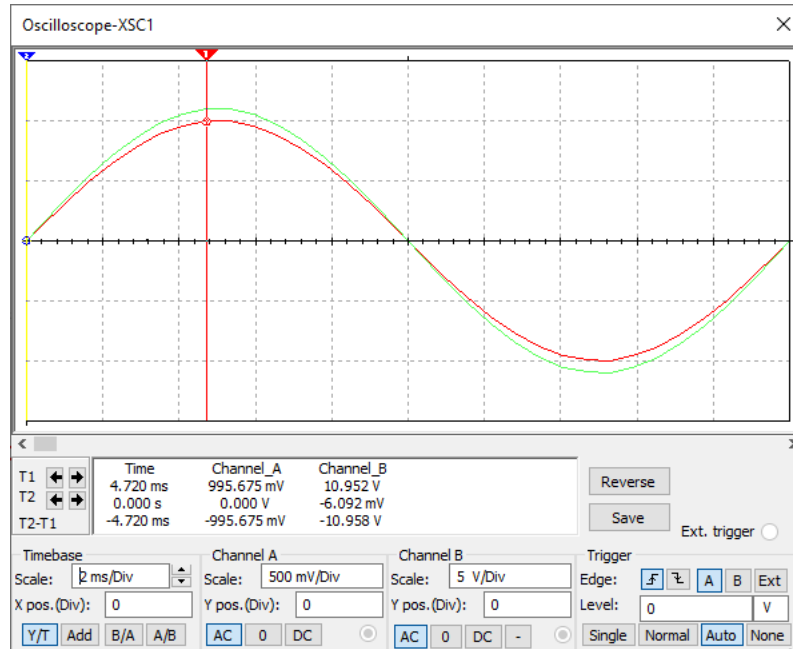 Oscilloscope-XSC1
2 1
T1 Time Channel_A Channel_B
4.720 ms 995.675 mV 10.952 V
T2 0.000 s 0.000 V -6.092 mV
T2-T1 -4.720 ms -995.675 mV -10.958 V
Reverse
Save
Ext. trigger
Timebase Channel A Channel B Trigger
Scale: 2 ms/Div Scale: 500 mV/Div Scale: 5 V/Div Edge: A B Ext
X pos.(Div): 0 Y pos.(Div): 0 Y pos.(Div): 0 Level: 0 V
Y/T Add B/A A/B AC 0 DC AC 0 DC - Single Normal Auto None